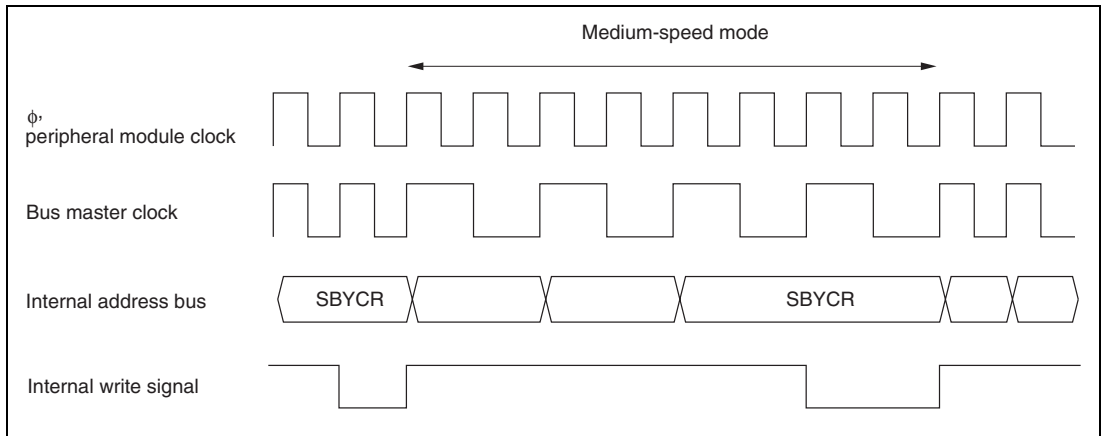 Medium-speed mode
ϕ,
peripheral module clock
Bus master clock
Internal address bus
SBYCR
SBYCR
Internal write signal